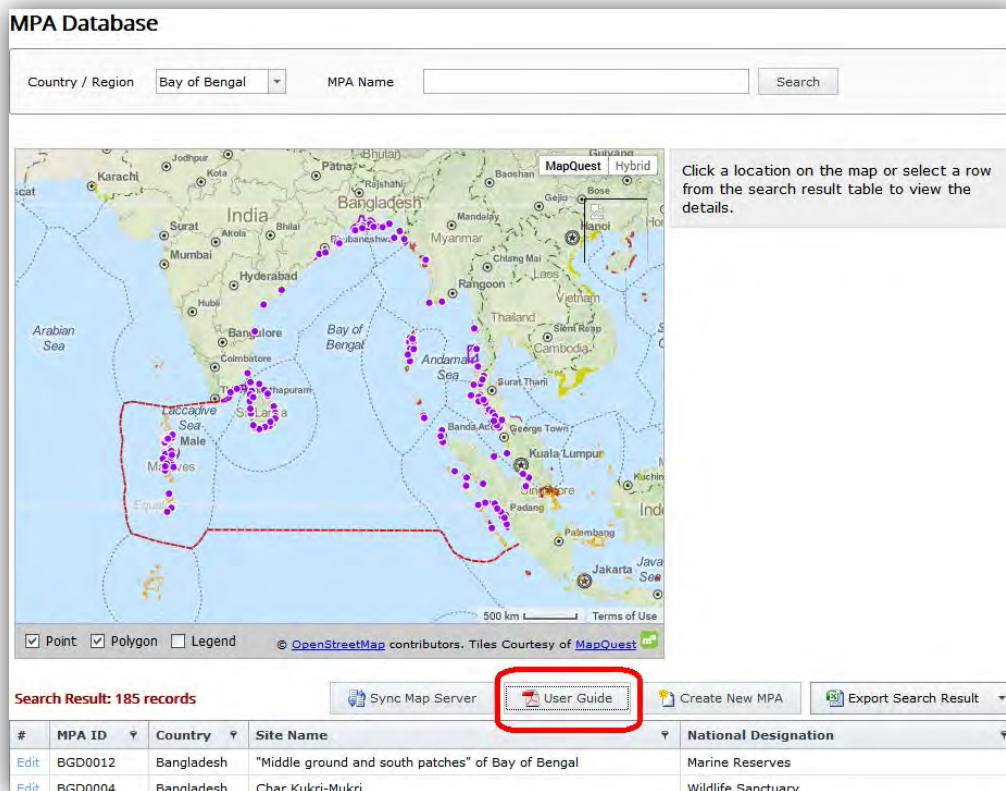 MPA Database
Country / Region Bay of Bengal MPA Name Search
MapQuest Hybrid
Click a location on the map or select a row
from the search result table to view the
details.
Karachi
Jodhpur
Kota
Patna
Bhutan
Rajshahi
Bangladesh
Baoshan
Guiyang
Gejiu
Bose
Hanoi
India
Surat
Akola
Bhilai
Mumbai
Mandalay
Myanmar
Chiang Mai
Laos
Hyderabad
Rangoon
Vietnam
Hubli
Thailand
Siem Reap
Cambodia
Arabian
Sea
Bangalore
Bay of
Bengal
Coimbatore
Andaman
Sea
Surat Thani
Laccadive
Sea
Male
Banda
George Town
Kuala Lumpur
Kuchin
Padang
Palembang
Jakarta
Java
Sea
500 km Terms of Use
Point Polygon Legend © OpenStreetMap contributors. Tiles Courtesy of MapQuest
Search Result: 185 records Sync Map Server User Guide Create New MPA Export Search Result
# MPA ID Country Site Name National Designation
Edit BGD0012 Bangladesh "Middle ground and south patches" of Bay of Bengal Marine Reserves
Edit BGD0004 Bangladesh Char Kukri-Mukri Wildlife Sanctuary